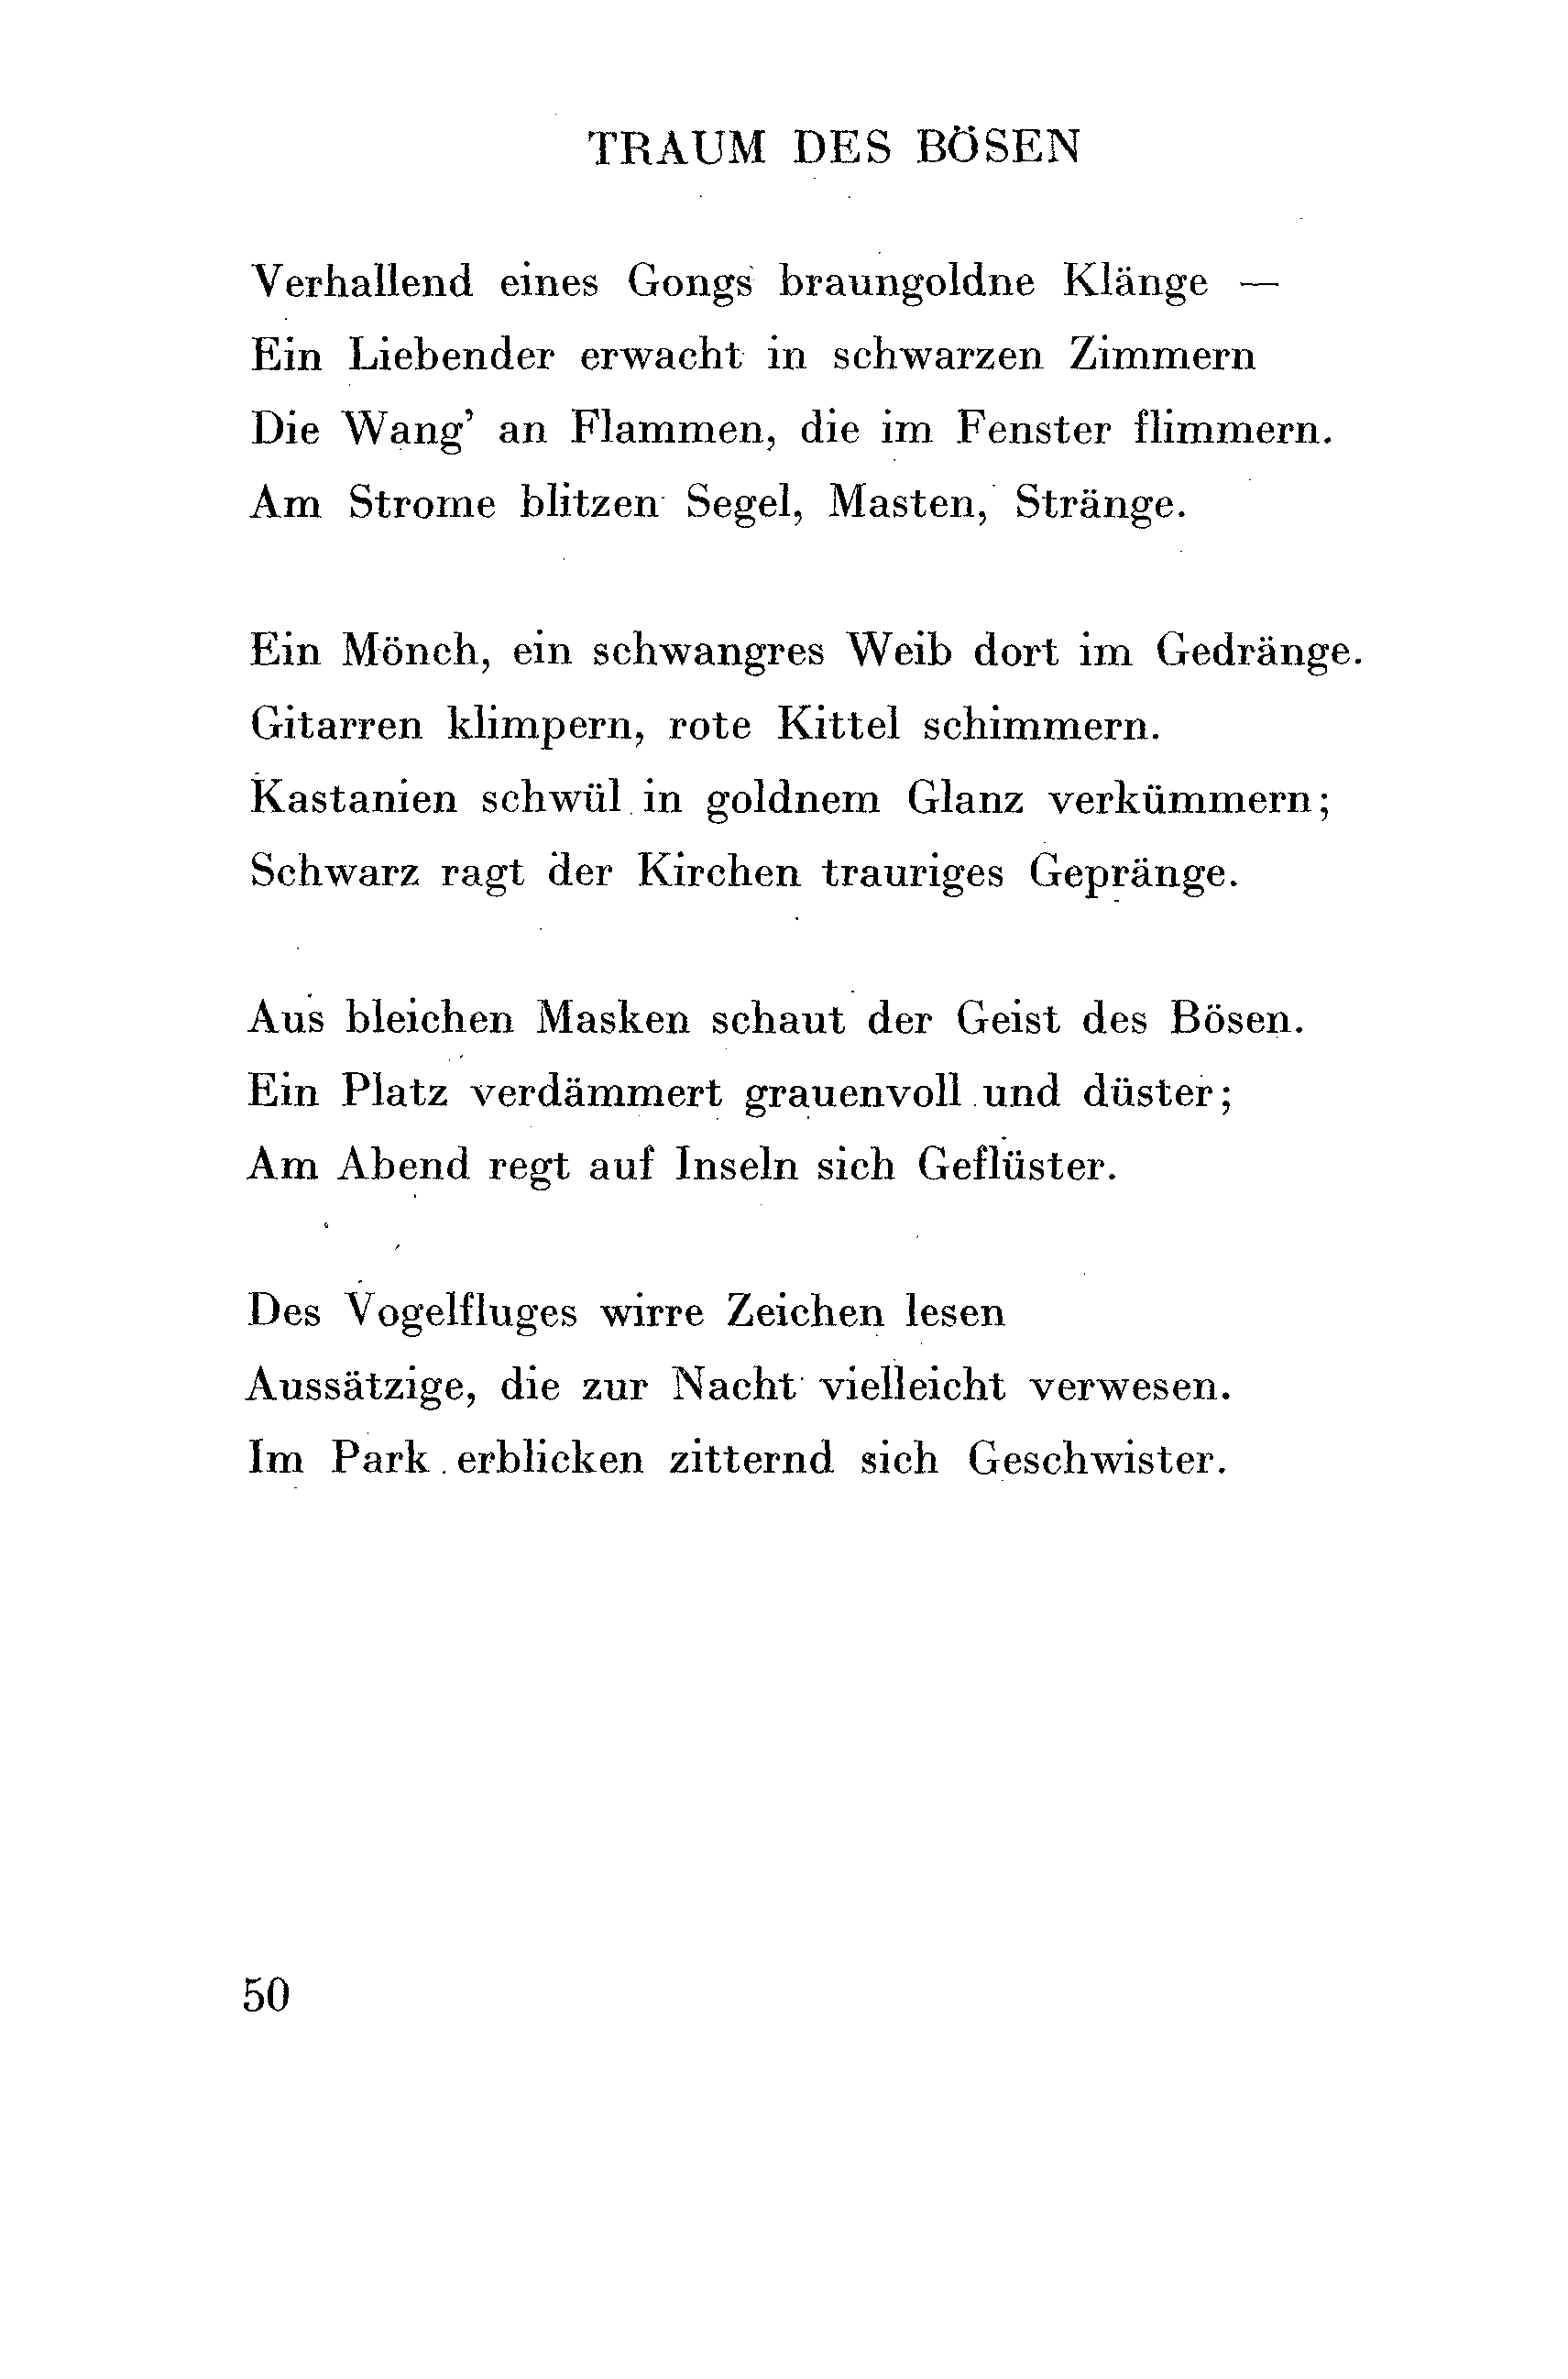 TRAUM DES BÖSEN
Verhallend eines Gongs braungoldne Klänge —
Ein Liebender erwacht in schwarzen Zimmern
Die Wang’ an Flammen, die im Fenster flimmern.
Am Strome blitzen Segel, Masten, Stränge.
Ein Mönch, ein schwangres Weib dort im Gedränge.
Gitarren klimpern, rote Kittel schimmern.
Kastanien schwül in goldnem Glanz verkümmern;
Schwarz ragt der Kirchen trauriges Gepränge.
Aus bleichen Masken schaut der Geist des Bösen.
Ein Platz verdämmert grauenvoll und düster;
Am Abend regt auf Inseln sich Geflüster.
Des Vogelfluges wirre Zeichen lesen
Aussätzige, die zur Nacht vielleicht verwesen.
Im Park erblicken zitternd sich Geschwister.
50